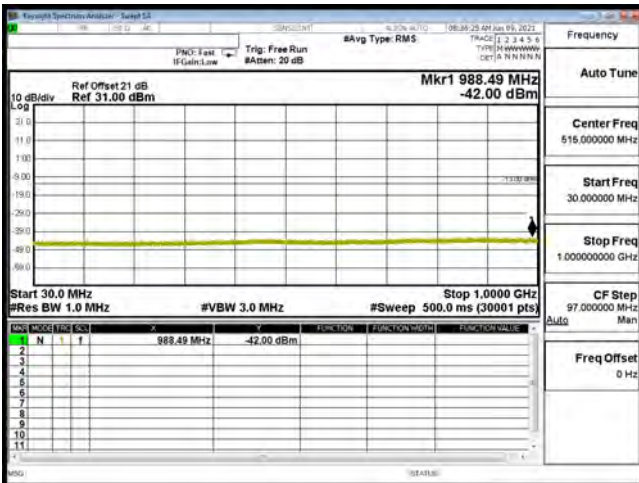 Keysight Spectrum Analyzer - Swept SA
RF 50 Ω AC SENSE:INT ALIGN AUTO 08:38:25 AM Jun 09, 2021
#Avg Type: RMS TRACE 1 2 3 4 5 6
PNO: Fast Trig: Free Run TYPE M WWWWW
IFGain:Low #Atten: 20 dB DET A N N N N N
Frequency
Auto Tune
Mkr1 988.49 MHz
-42.00 dBm
Ref Offset 21 dB
10 dB/div Ref 31.00 dBm
Log
21.0
11.0
1.00
-9.00
-13.00 dBm
-19.0
-29.0
-39.0
-49.0
-59.0
1
Center Freq
515.000000 MHz
Start Freq
30.000000 MHz
Stop Freq
1.000000000 GHz
Start 30.0 MHz Stop 1.0000 GHz
#Res BW 1.0 MHz #VBW 3.0 MHz #Sweep 500.0 ms (30001 pts)
CF Step
97.000000 MHz
Auto Man
MKR MODE TRC SCL X Y FUNCTION FUNCTION WIDTH FUNCTION VALUE
1 N 1 f 988.49 MHz -42.00 dBm
2
3
4
5
6
7
8
9
10
11
Freq Offset
0 Hz
MSG STATUS